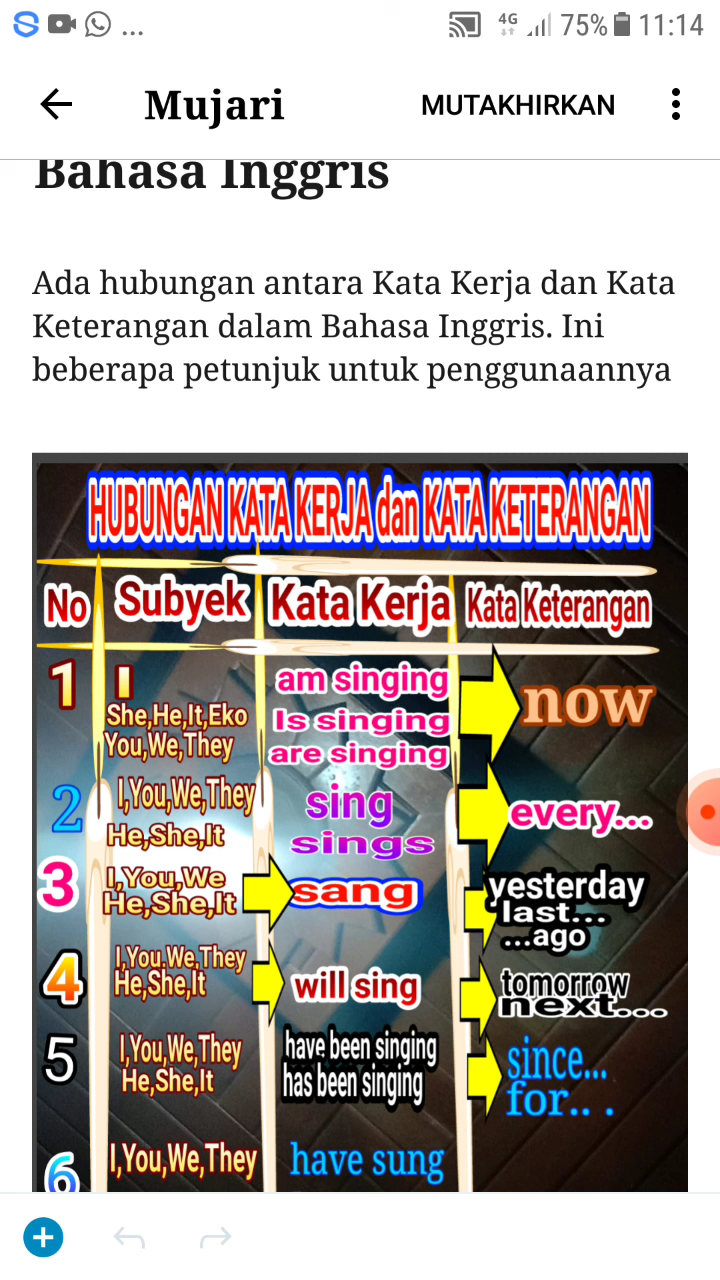 ... 4G 75% 11:14
Mujari MUTAKHIRKAN
Bahasa Inggris
Ada hubungan antara Kata Kerja dan Kata
Keterangan dalam Bahasa Inggris. Ini
beberapa petunjuk untuk penggunaannya
HUBUNGAN KATA KERJA dan KATA KETERANGAN
No Subyek Kata Kerja Kata Keterangan
1 I am singing now
She,He,It,Eko Is singing
You,We,They are singing
2 I,You,We,They sing every...
He,She,It sings
3 I,You,We sang yesterday
He,She,It last...
...ago
4 I,You,We,They will sing tomorrow
He,She,It next....
5 I,You,We,They have been singing since...
He,She,It has been singing for.. .
6 I,You,We,They have sung